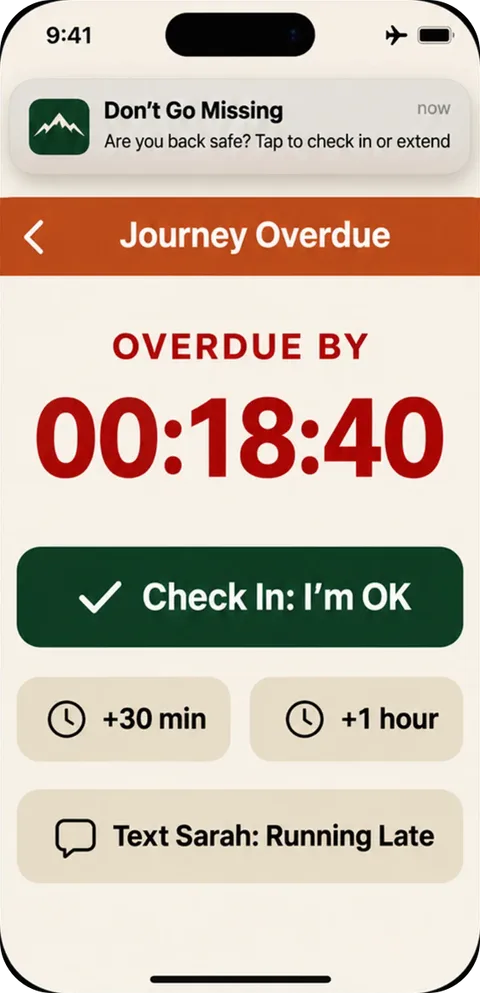 9:41
Don’t Go Missing
now
Are you back safe? Tap to check in or extend
Journey Overdue
OVERDUE BY
00:18:40
Check In: I’m OK
+30 min
+1 hour
Text Sarah: Running Late